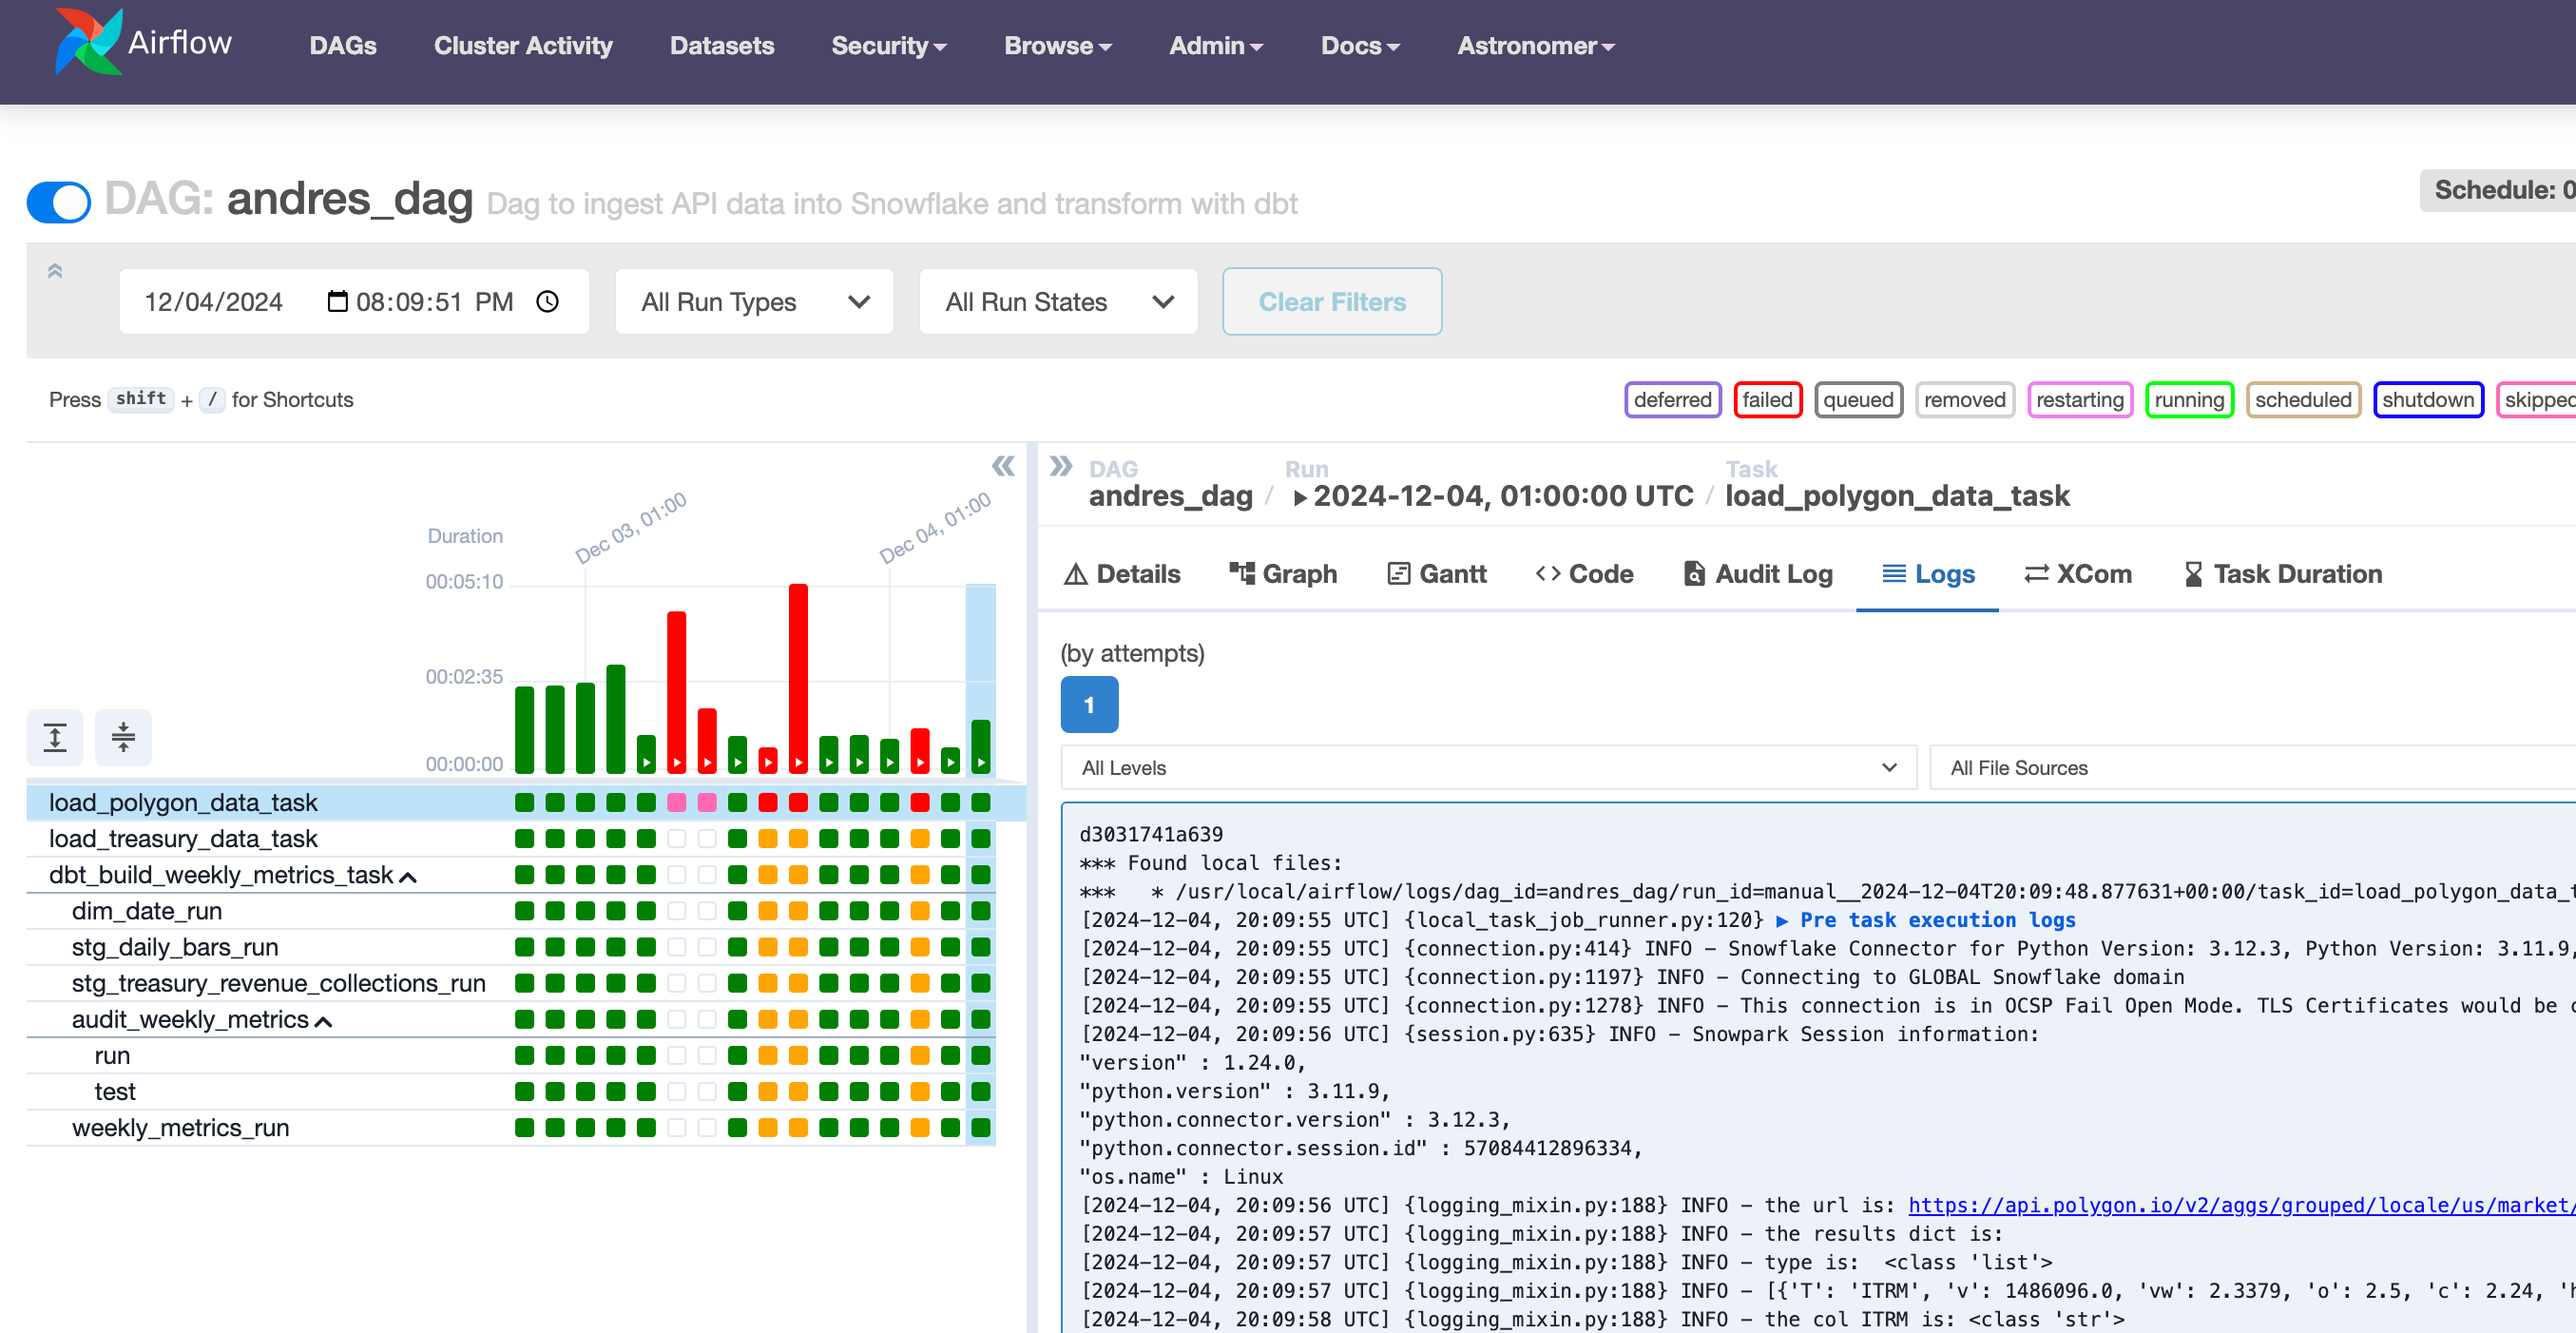 Airflow DAGs Cluster Activity Datasets Security Browse Admin Docs Astronomer
DAG: andres_dag Dag to ingest API data into Snowflake and transform with dbt
Schedule: 0
12/04/2024 08:09:51 PM All Run Types All Run States Clear Filters
Press shift + / for Shortcuts
deferred failed queued removed restarting running scheduled shutdown skipped
Duration
Dec 03, 01:00
Dec 04, 01:00
00:05:10
00:02:35
00:00:00
load_polygon_data_task
load_treasury_data_task
dbt_build_weekly_metrics_task
dim_date_run
stg_daily_bars_run
stg_treasury_revenue_collections_run
audit_weekly_metrics
run
test
weekly_metrics_run
DAG Run Task
andres_dag / 2024-12-04, 01:00:00 UTC / load_polygon_data_task
Details Graph Gantt Code Audit Log Logs XCom Task Duration
(by attempts)
1
All Levels All File Sources
d3031741a639
*** Found local files:
***   * /usr/local/airflow/logs/dag_id=andres_dag/run_id=manual__2024-12-04T20:09:48.877631+00:00/task_id=load_polygon_data_t
[2024-12-04, 20:09:55 UTC] {local_task_job_runner.py:120} ▶ Pre task execution logs
[2024-12-04, 20:09:55 UTC] {connection.py:414} INFO - Snowflake Connector for Python Version: 3.12.3, Python Version: 3.11.9,
[2024-12-04, 20:09:55 UTC] {connection.py:1197} INFO - Connecting to GLOBAL Snowflake domain
[2024-12-04, 20:09:55 UTC] {connection.py:1278} INFO - This connection is in OCSP Fail Open Mode. TLS Certificates would be c
[2024-12-04, 20:09:56 UTC] {session.py:635} INFO - Snowpark Session information:
"version" : 1.24.0,
"python.version" : 3.11.9,
"python.connector.version" : 3.12.3,
"python.connector.session.id" : 57084412896334,
"os.name" : Linux
[2024-12-04, 20:09:56 UTC] {logging_mixin.py:188} INFO - the url is: https://api.polygon.io/v2/aggs/grouped/locale/us/market/
[2024-12-04, 20:09:57 UTC] {logging_mixin.py:188} INFO - the results dict is:
[2024-12-04, 20:09:57 UTC] {logging_mixin.py:188} INFO - type is:  <class 'list'>
[2024-12-04, 20:09:57 UTC] {logging_mixin.py:188} INFO - [{'T': 'ITRM', 'v': 1486096.0, 'vw': 2.3379, 'o': 2.5, 'c': 2.24, 'h
[2024-12-04, 20:09:58 UTC] {logging_mixin.py:188} INFO - the col ITRM is: <class 'str'>